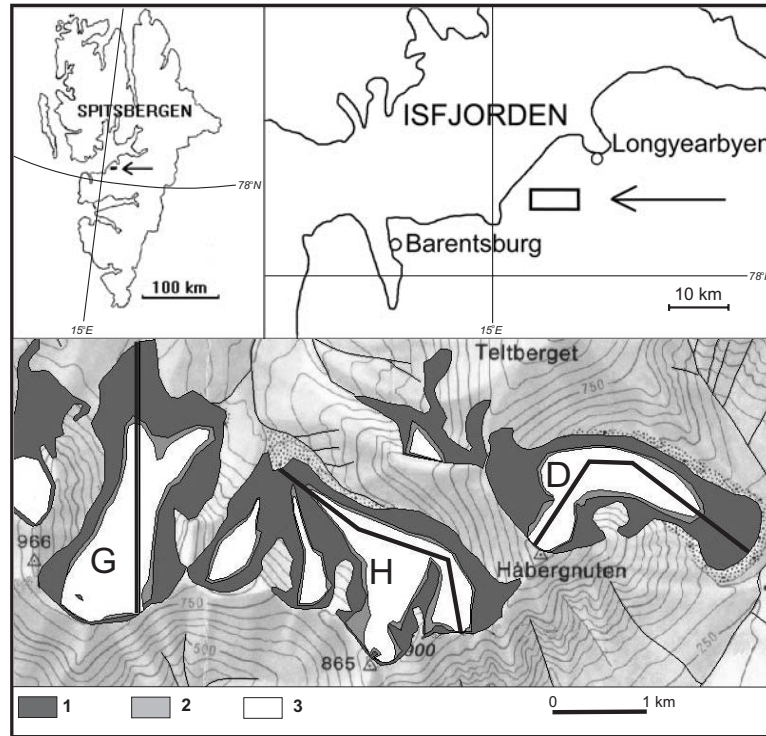 SPITSBERGEN
78°N
100 km
15°E
ISFJORDEN
Longyearbyen
Barentsburg
78°N
10 km
15°E
Teltberget
750
G
H
D
966
Håbergnuten
750
500
865
900
250
1
2
3
0 1 km